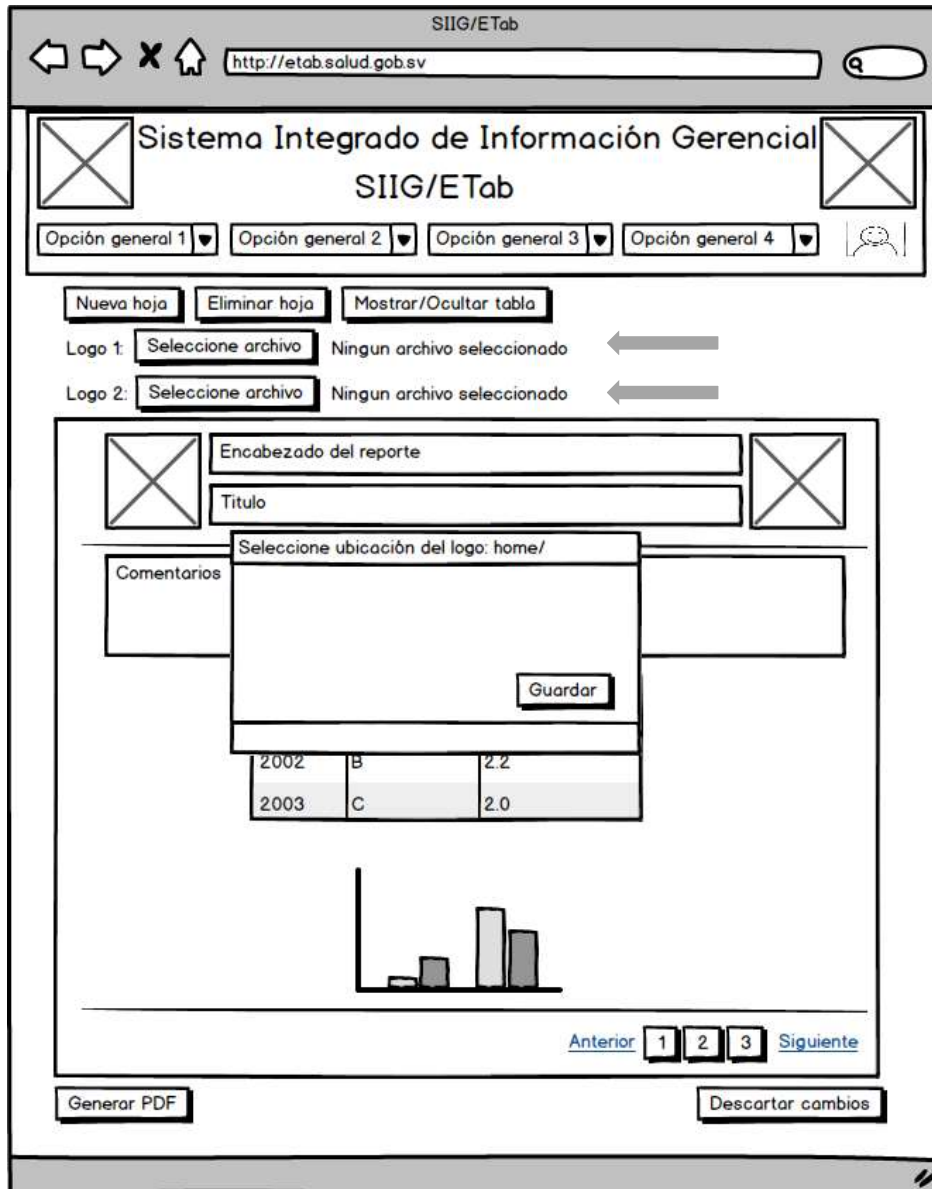 SIIG/ETab
http://etab.salud.gob.sv
Sistema Integrado de Información Gerencial
SIIG/ETab
Opción general 1 Opción general 2 Opción general 3 Opción general 4
Nueva hoja Eliminar hoja Mostrar/Ocultar tabla
Logo 1: Seleccione archivo Ningun archivo seleccionado
Logo 2: Seleccione archivo Ningun archivo seleccionado
Encabezado del reporte
Titulo
Seleccione ubicación del logo: home/
Comentarios
Guardar
2002 B 2.2
2003 C 2.0
Anterior 1 2 3 Siguiente
Generar PDF Descartar cambios